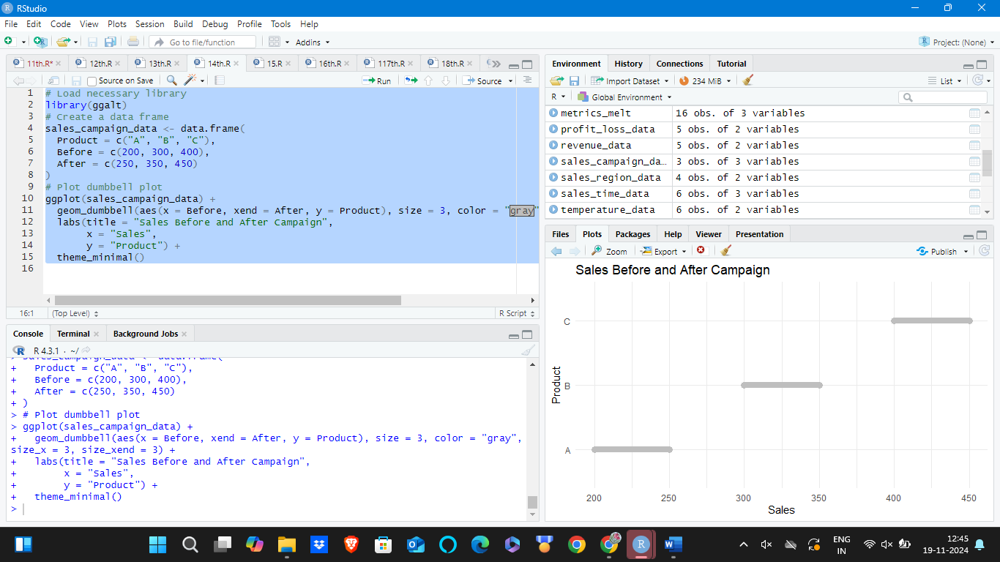 RStudio
File Edit Code View Plots Session Build Debug Profile Tools Help
Go to file/function
Addins
Project: (None)
11th.R*
12th.R
13th.R
14th.R
15.R
16th.R
117th.R
18th.R
Source on Save
Run
Source
1 # Load necessary library
2 library(ggalt)
3 # Create a data frame
4 sales_campaign_data <- data.frame(
5 Product = c("A", "B", "C"),
6 Before = c(200, 300, 400),
7 After = c(250, 350, 450)
8 )
9 # Plot dumbbell plot
10 ggplot(sales_campaign_data) +
11 geom_dumbbell(aes(x = Before, xend = After, y = Product), size = 3, color = "gray"
12 labs(title = "Sales Before and After Campaign",
13 x = "Sales",
14 y = "Product") +
15 theme_minimal()
16
16:1 (Top Level) R Script
Console Terminal Background Jobs
R 4.3.1 · ~/
+ Product = c("A", "B", "C"),
+ Before = c(200, 300, 400),
+ After = c(250, 350, 450)
+ )
> # Plot dumbbell plot
> ggplot(sales_campaign_data) +
+ geom_dumbbell(aes(x = Before, xend = After, y = Product), size = 3, color = "gray",
size_x = 3, size_xend = 3) +
+ labs(title = "Sales Before and After Campaign",
+ x = "Sales",
+ y = "Product") +
+ theme_minimal()
>
Environment History Connections Tutorial
Import Dataset 234 MiB List
R Global Environment
metrics_melt 16 obs. of 3 variables
profit_loss_data 5 obs. of 2 variables
revenue_data 5 obs. of 2 variables
sales_campaign_da… 3 obs. of 3 variables
sales_region_data 4 obs. of 2 variables
sales_time_data 6 obs. of 3 variables
temperature_data 6 obs. of 2 variables
Files Plots Packages Help Viewer Presentation
Zoom Export Publish
Sales Before and After Campaign
Product
C
B
A
200 250 300 350 400 450
Sales
ENG
IN
12:45
19-11-2024